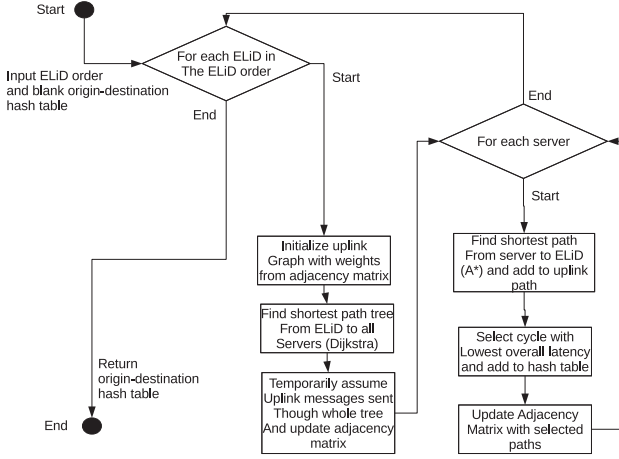 Start
Input ELiD order
and blank origin-destination
hash table
For each ELiD in
The ELiD order
Start
End
End
For each server
Start
Initialize uplink
Graph with weights
from adjacency matrix
Find shortest path tree
From ELiD to all
Servers (Dijkstra)
Temporarily assume
Uplink messages sent
Though whole tree
And update adjacency
matrix
Find shortest path
From server to ELiD
(A*) and add to uplink
path
Select cycle with
Lowest overall latency
and add to hash table
Update Adjacency
Matrix with selected
paths
Return
origin-destination
hash table
End